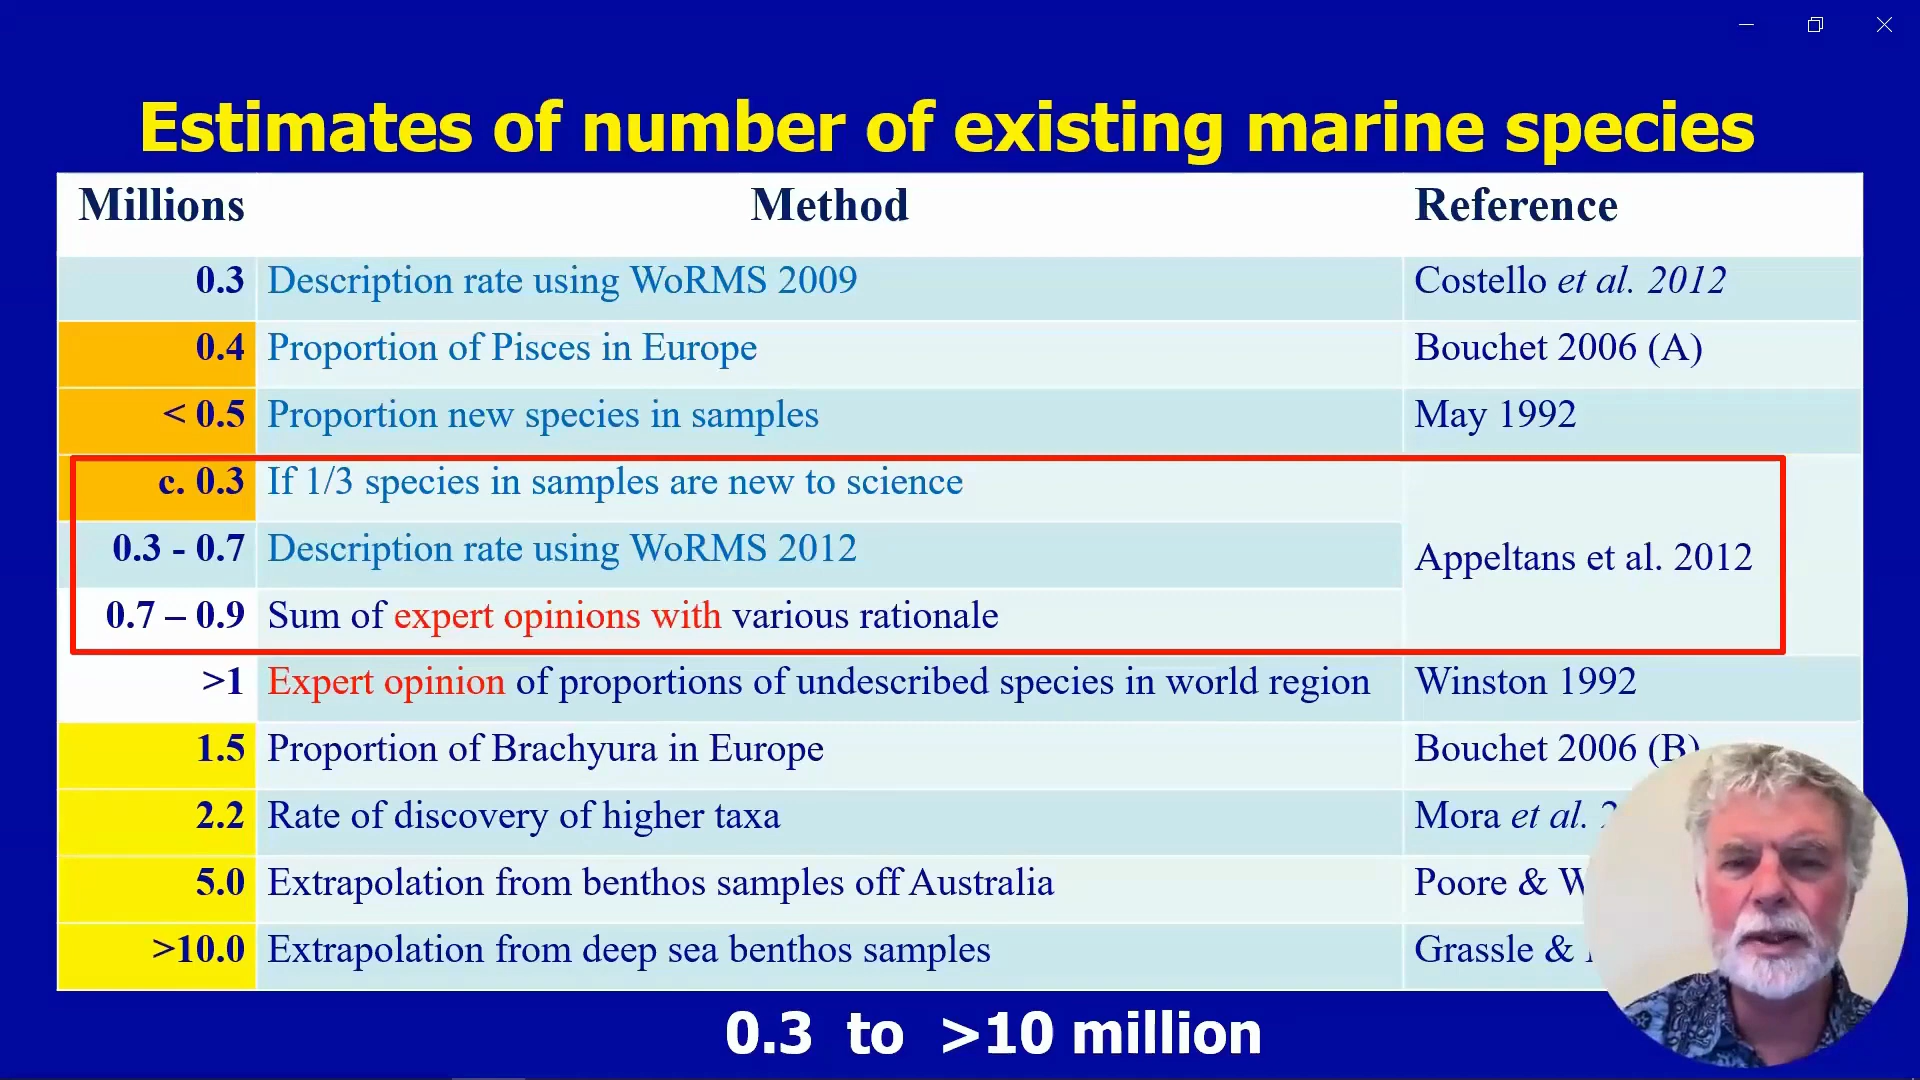 Estimates of number of existing marine species
Millions Method Reference
0.3 Description rate using WoRMS 2009 Costello et al. 2012
0.4 Proportion of Pisces in Europe Bouchet 2006 (A)
< 0.5 Proportion new species in samples May 1992
c. 0.3 If 1/3 species in samples are new to science
0.3 - 0.7 Description rate using WoRMS 2012 Appeltans et al. 2012
0.7 – 0.9 Sum of expert opinions with various rationale
>1 Expert opinion of proportions of undescribed species in world region Winston 1992
1.5 Proportion of Brachyura in Europe Bouchet 2006 (B)
2.2 Rate of discovery of higher taxa Mora et al.
5.0 Extrapolation from benthos samples off Australia Poore &
>10.0 Extrapolation from deep sea benthos samples Grassle &
0.3 to >10 million